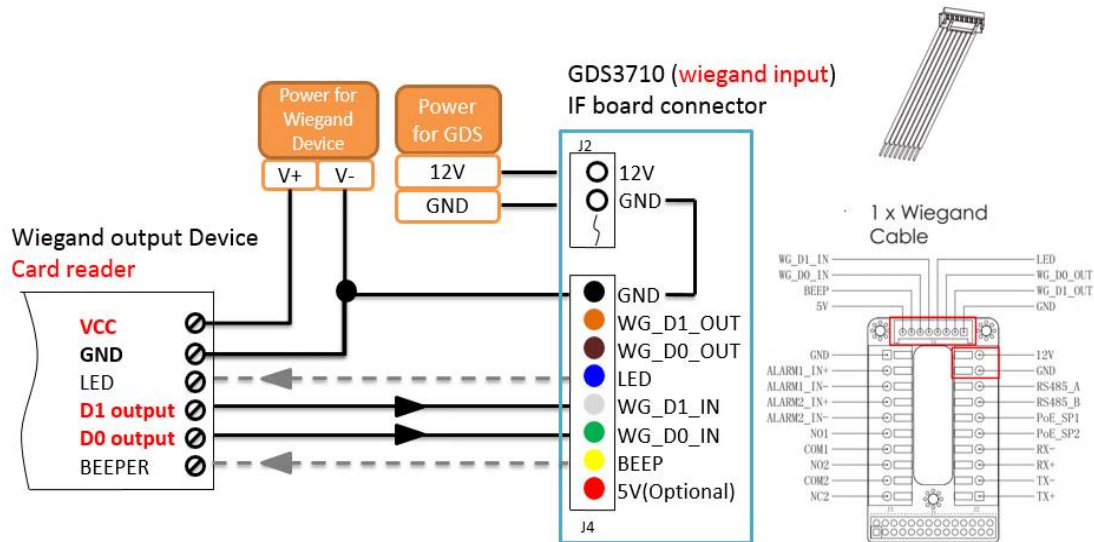 GDS3710 (wiegand input)
IF board connector
Power for
Wiegand
Device
V+ V-
Power
for GDS
12V
GND
J2
12V
GND
1 x Wiegand
Cable
Wiegand output Device
Card reader
VCC
GND
LED
D1 output
D0 output
BEEPER
GND
WG_D1_OUT
WG_D0_OUT
LED
WG_D1_IN
WG_D0_IN
BEEP
5V(Optional)
J4
WG_D1_IN
WG_D0_IN
BEEP
5V
LED
WG_D0_OUT
WG_D1_OUT
GND
GND
ALARM1_IN+
ALARM1_IN-
ALARM2_IN+
ALARM2_IN-
NO1
COM1
NO2
COM2
NC2
12V
GND
RS485_A
RS485_B
PoE_SP1
PoE_SP2
RX-
RX+
TX-
TX+
J1
J2